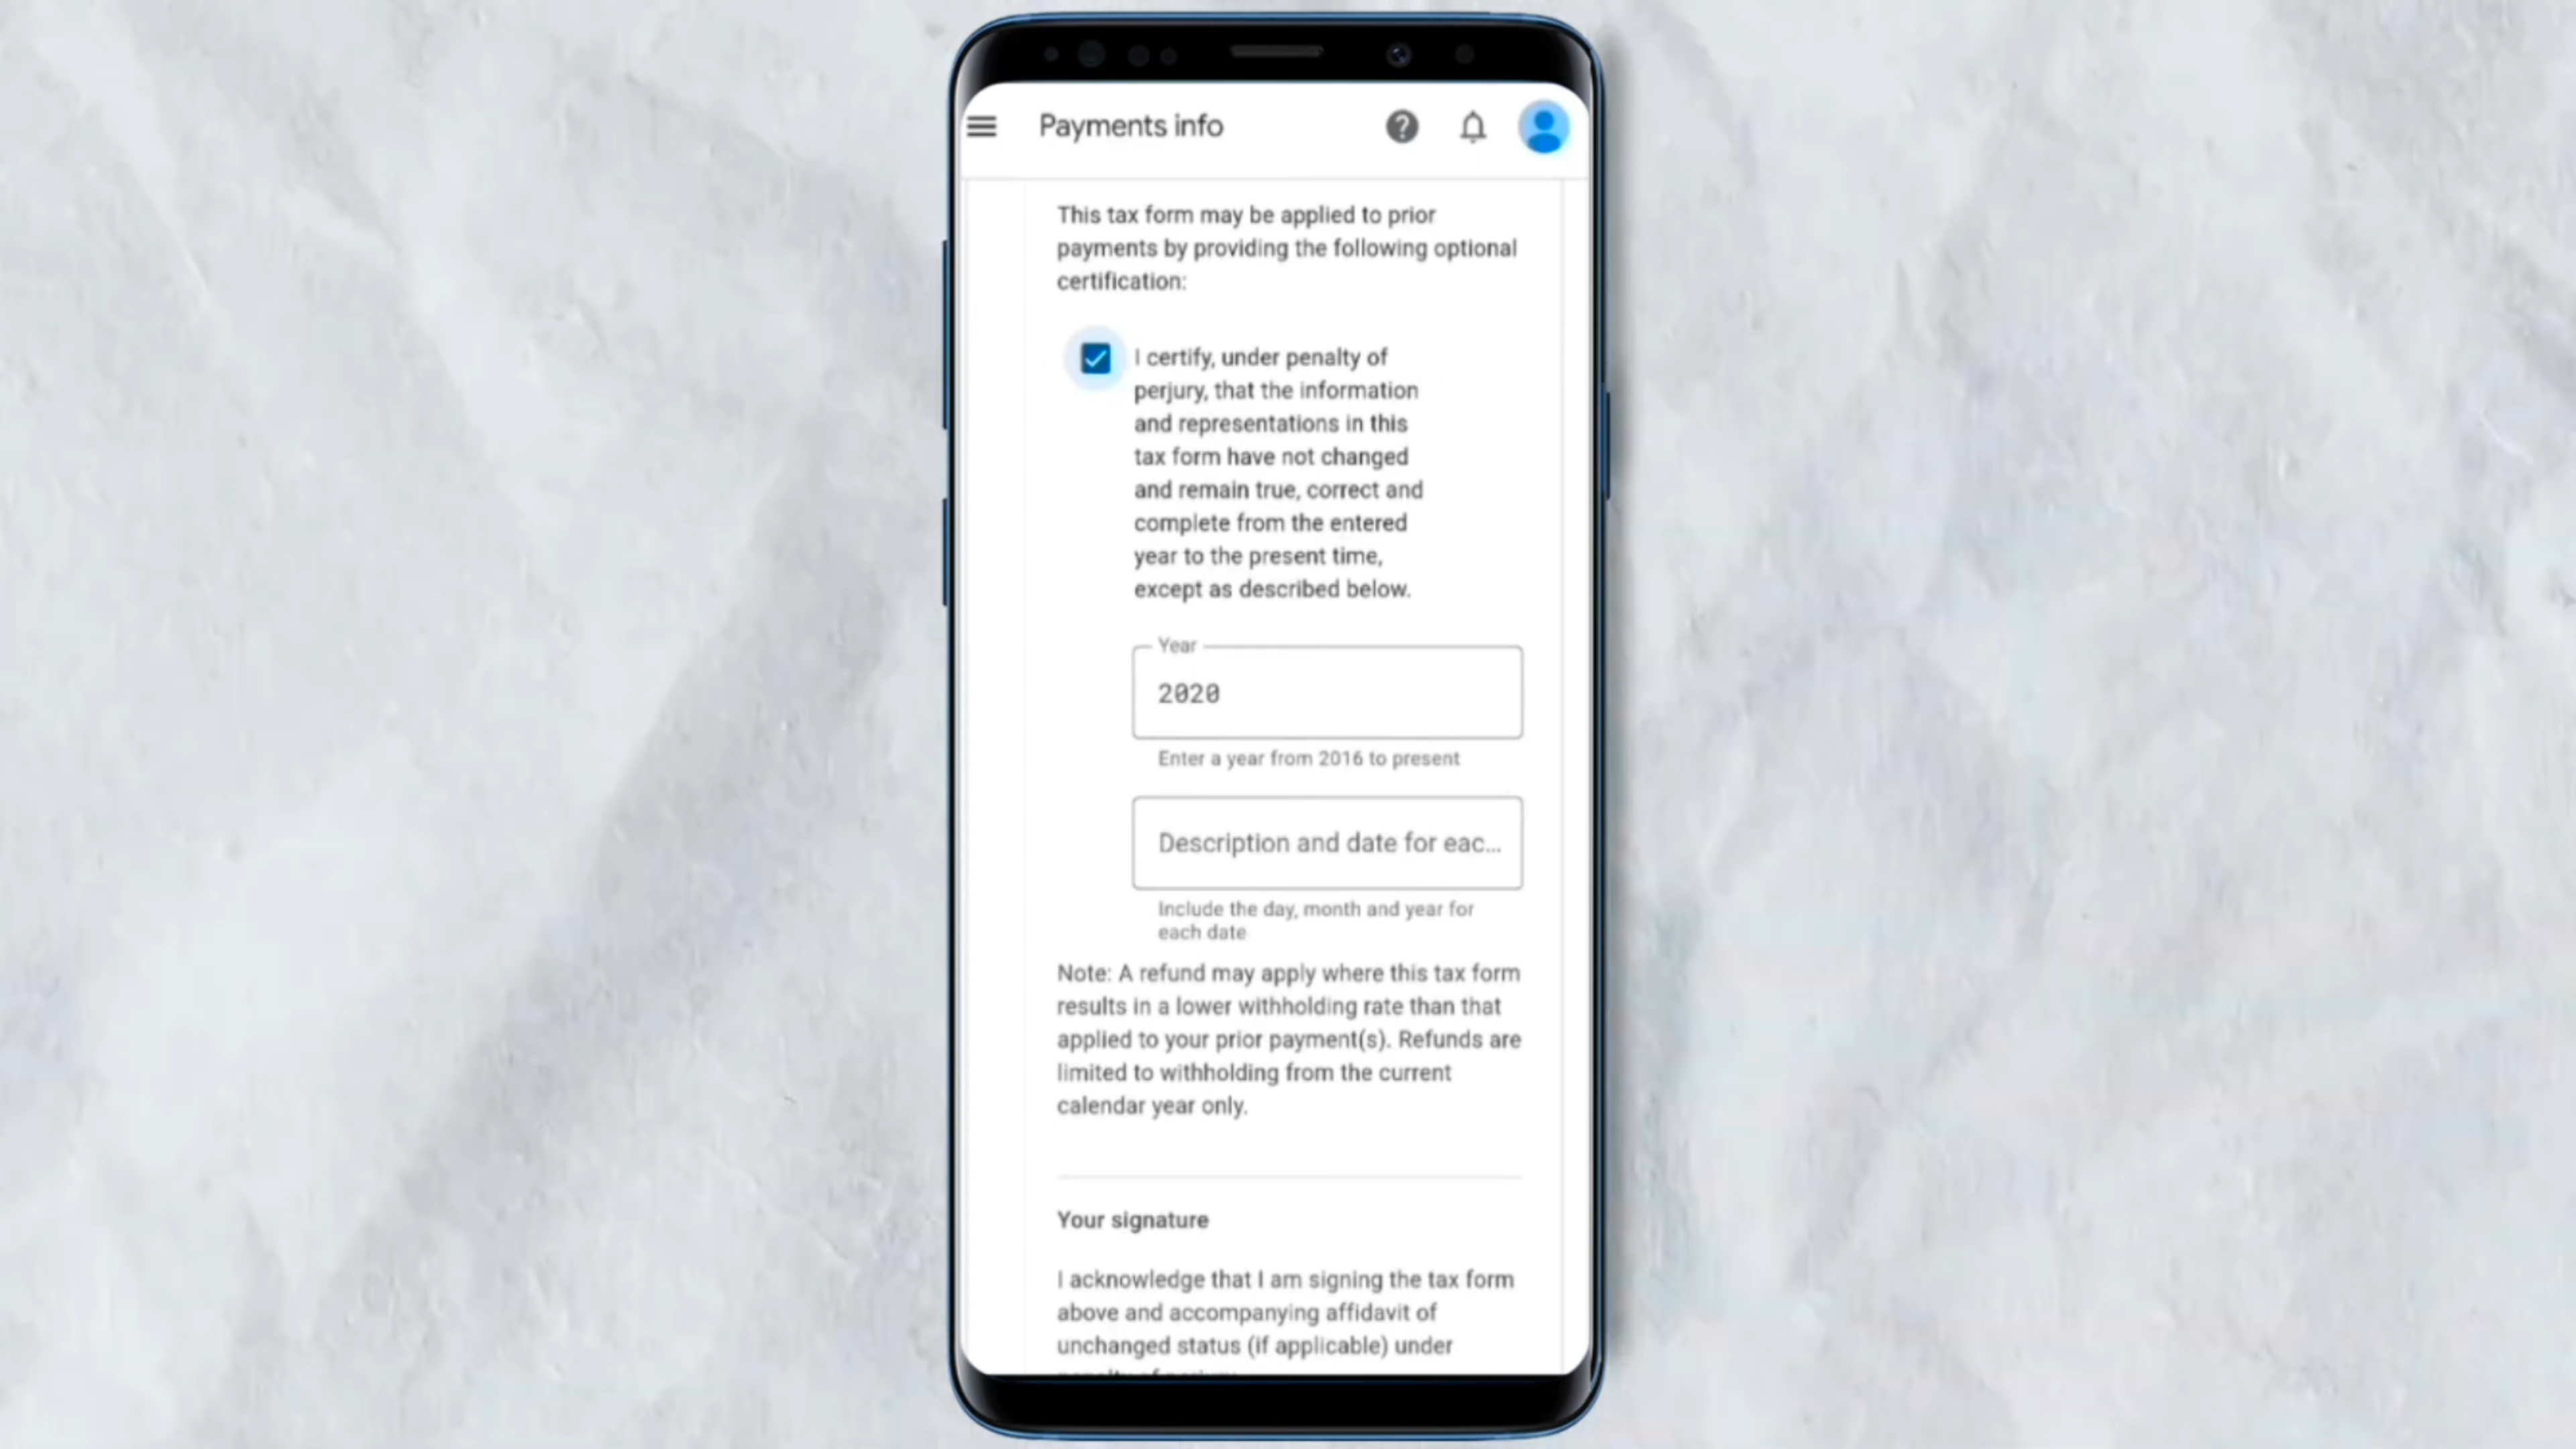 Payments info
This tax form may be applied to prior
payments by providing the following optional
certification:
I certify, under penalty of
perjury, that the information
and representations in this
tax form have not changed
and remain true, correct and
complete from the entered
year to the present time,
except as described below.
Year
2020
Enter a year from 2016 to present
Description and date for eac...
Include the day, month and year for
each date
Note: A refund may apply where this tax form
results in a lower withholding rate than that
applied to your prior payment(s). Refunds are
limited to withholding from the current
calendar year only.
Your signature
I acknowledge that I am signing the tax form
above and accompanying affidavit of
unchanged status (if applicable) under